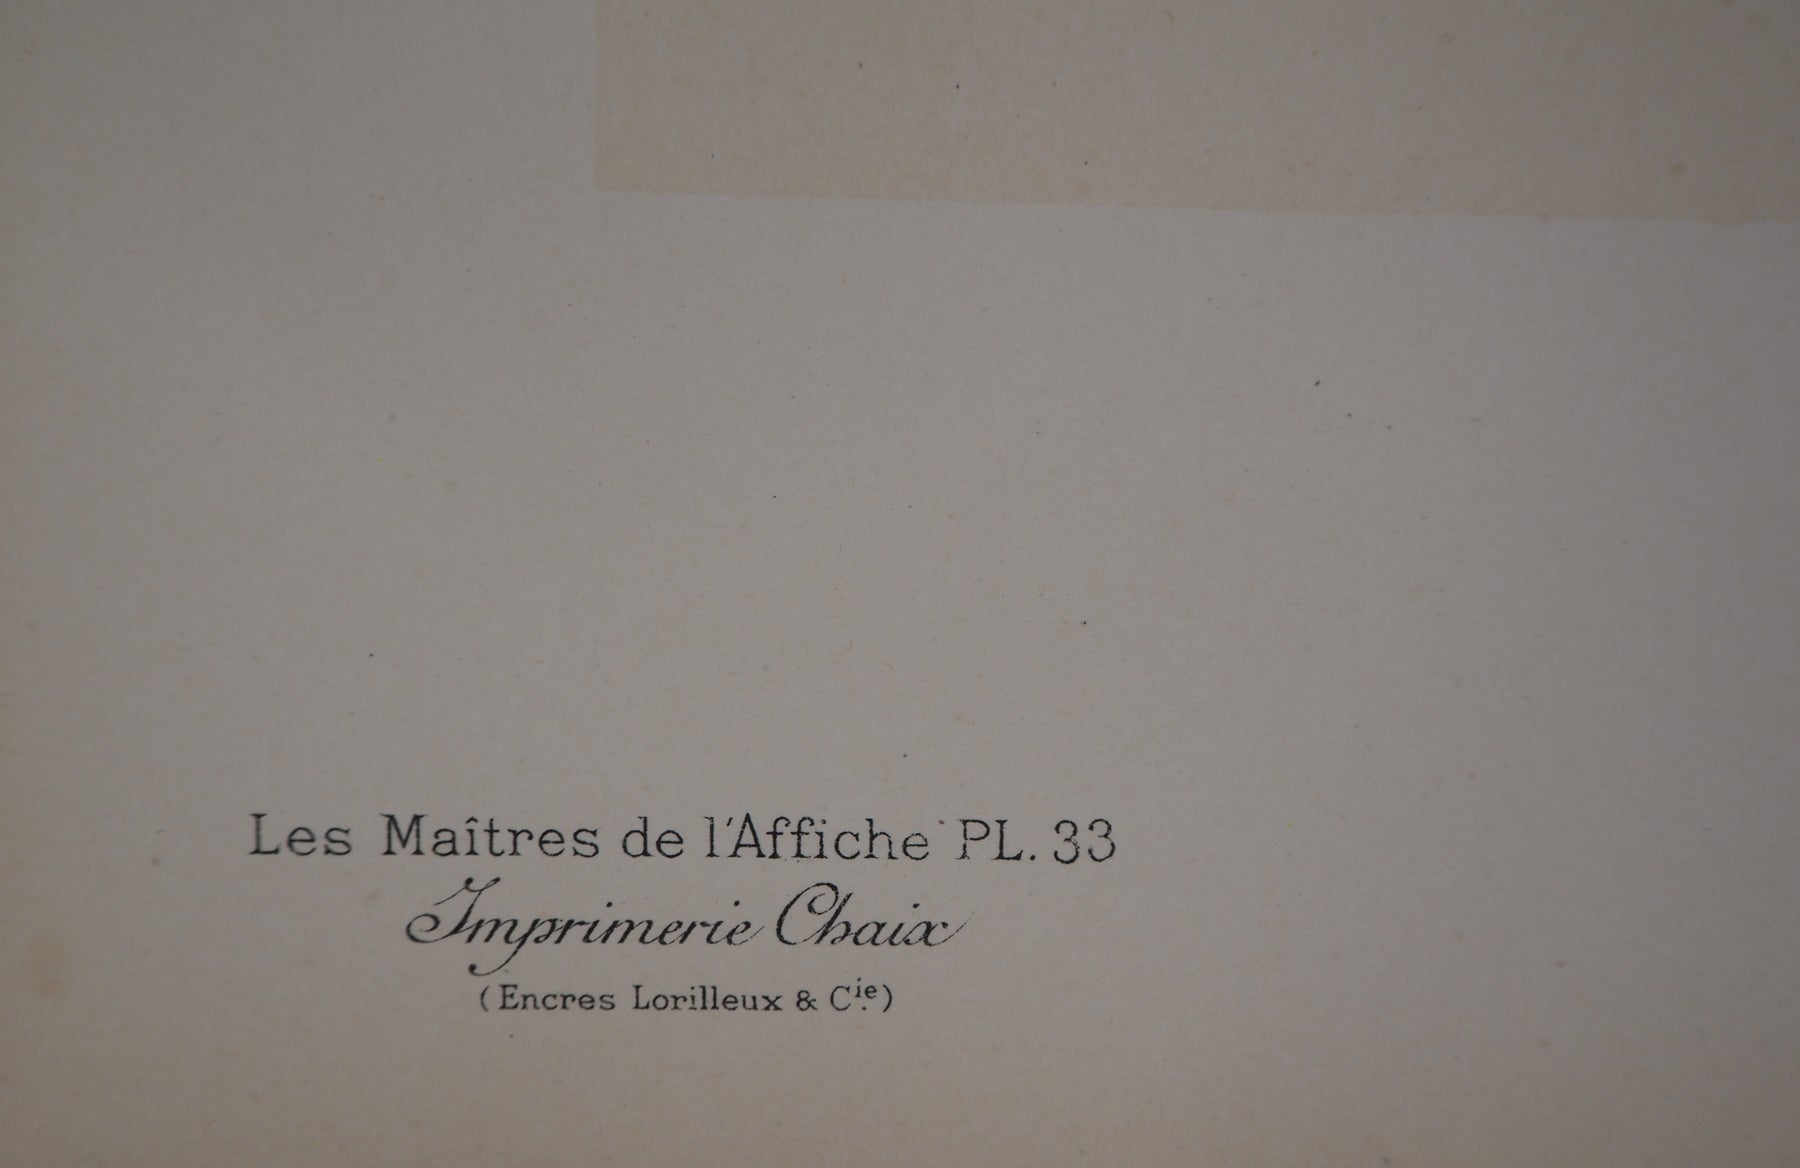 Les Maîtres de l'Affiche PL. 33
Imprimerie Chaix
(Encres Lorilleux & Cie)